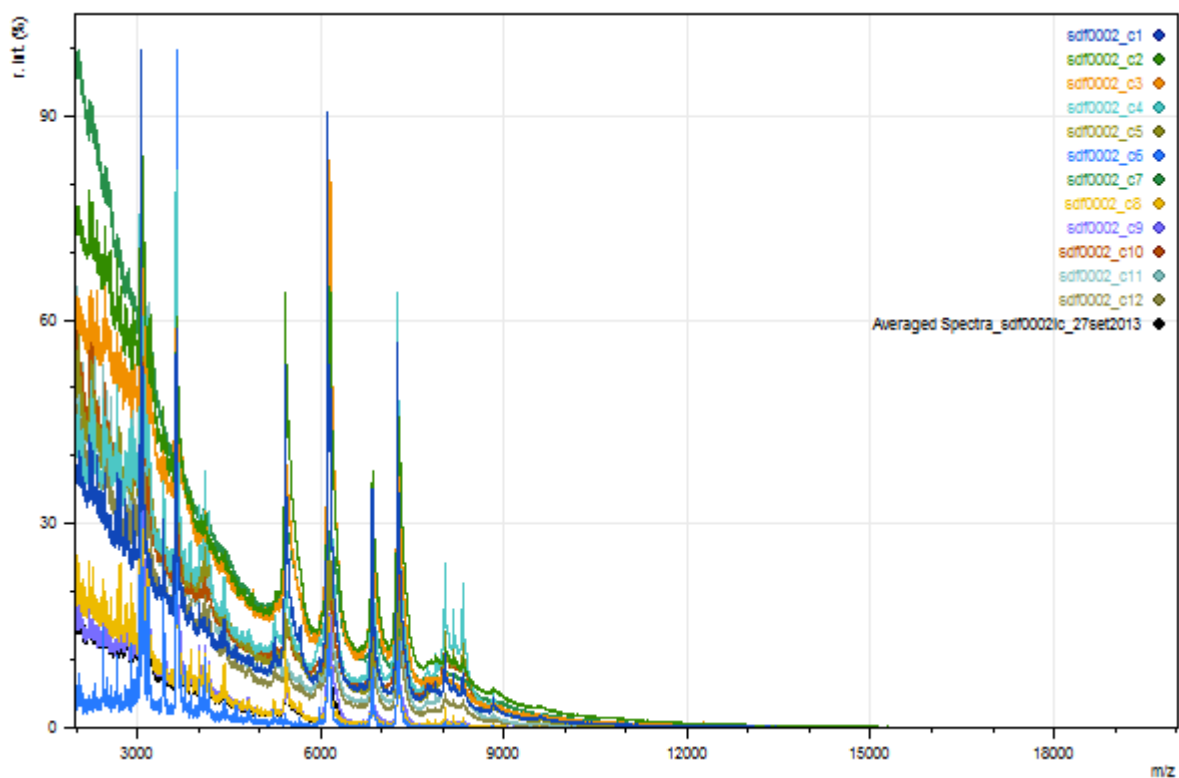 r. int. (%)
sdf0002_c1
sdf0002_c2
sdf0002_c3
sdf0002_c4
sdf0002_c5
sdf0002_c6
sdf0002_c7
sdf0002_c8
sdf0002_c9
sdf0002_c10
sdf0002_c11
sdf0002_c12
Averaged Spectra_sdf0002lc_27set2013
90
60
30
0
3000 6000 9000 12000 15000 18000
m/z